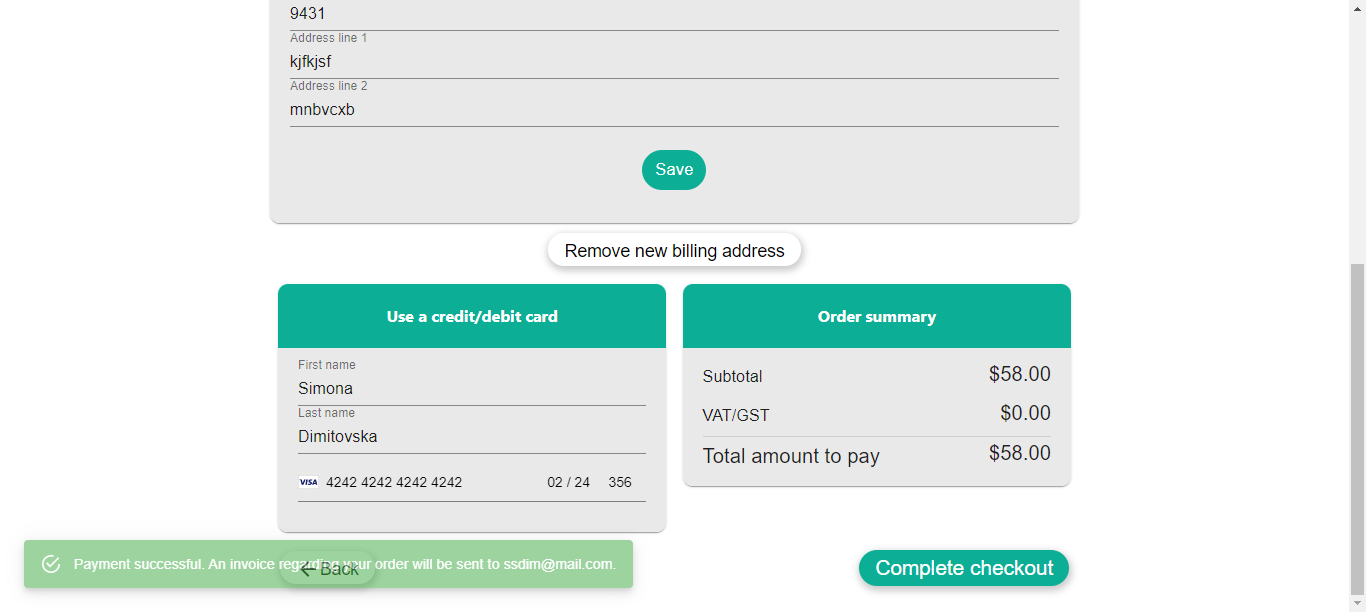 9431
Address line 1
kjfkjsf
Address line 2
mnbvcxb
Save
Remove new billing address
Use a credit/debit card
First name
Simona
Last name
Dimitovska
VISA 4242 4242 4242 4242 02 / 24 356
Order summary
Subtotal $58.00
VAT/GST $0.00
Total amount to pay $58.00
Payment successful. An invoice regarding your order will be sent to ssdim@mail.com.
Back
Complete checkout